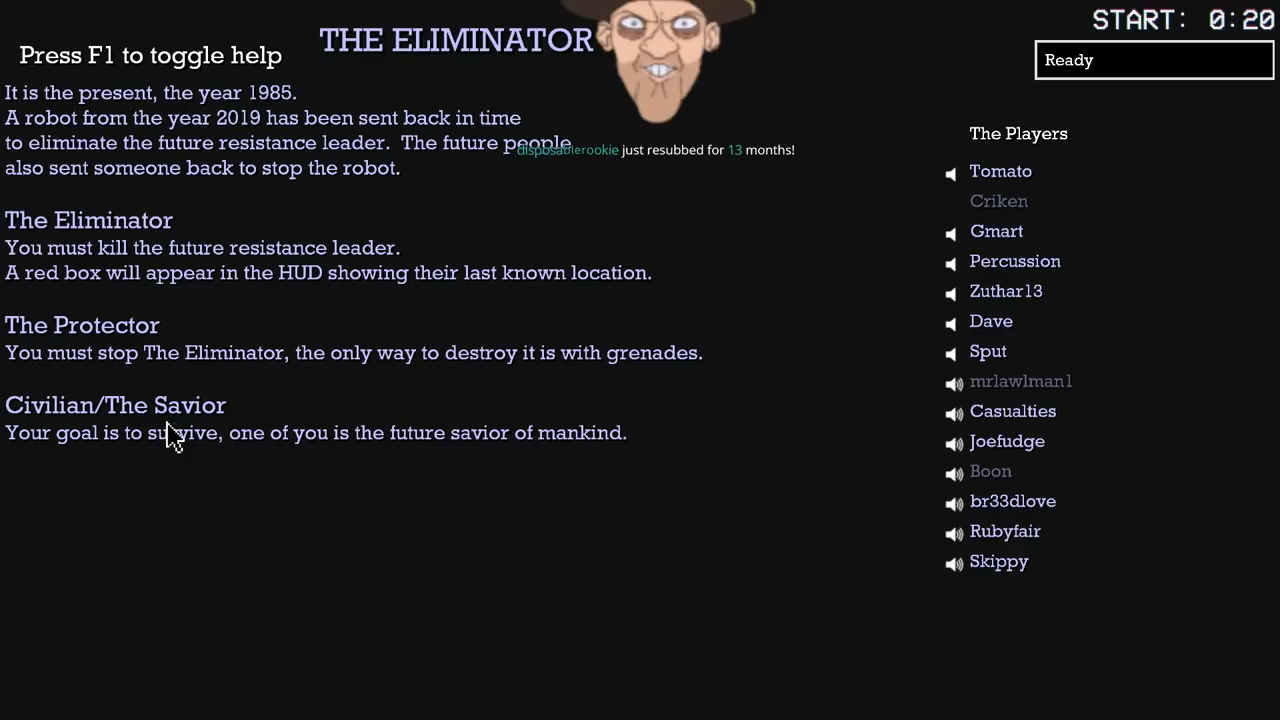 START: 0:20
THE ELIMINATOR
Press F1 to toggle help
Ready
It is the present, the year 1985.
A robot from the year 2019 has been sent back in time
to eliminate the future resistance leader. The future people
disposablerookie just resubbed for 13 months!
also sent someone back to stop the robot.
The Eliminator
You must kill the future resistance leader.
A red box will appear in the HUD showing their last known location.
The Protector
You must stop The Eliminator, the only way to destroy it is with grenades.
Civilian/The Savior
Your goal is to survive, one of you is the future savior of mankind.
The Players
Tomato
Criken
Gmart
Percussion
Zuthar13
Dave
Sput
mrlawlman1
Casualties
Joefudge
Boon
br33dlove
Rubyfair
Skippy